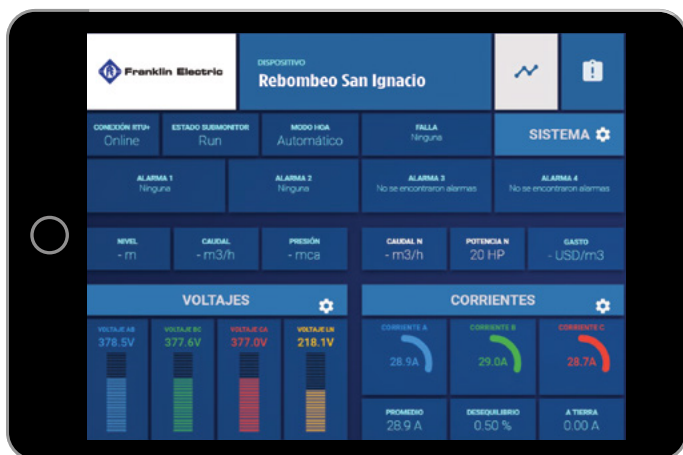 Franklin Electric
DISPOSITIVO
Rebombeo San Ignacio
CONEXIÓN RTU+
Online
ESTADO SUBMONITOR
Run
MODO HOA
Automático
FALLA
Ninguna
SISTEMA
ALARMA 1
Ninguna
ALARMA 2
Ninguna
ALARMA 3
No se encontraron alarmas
ALARMA 4
No se encontraron alarmas
NIVEL
- m
CAUDAL
- m3/h
PRESIÓN
- mca
CAUDAL N
- m3/h
POTENCIA N
20 HP
GASTO
- USD/m3
VOLTAJES
VOLTAJE AB
378.5V
VOLTAJE BC
377.6V
VOLTAJE CA
377.0V
VOLTAJE LN
218.1V
CORRIENTES
CORRIENTE A
28.9A
CORRIENTE B
29.0A
CORRIENTE C
28.7A
PROMEDIO
28.9 A
DESEQUILIBRIO
0.50 %
A TIERRA
0.00 A